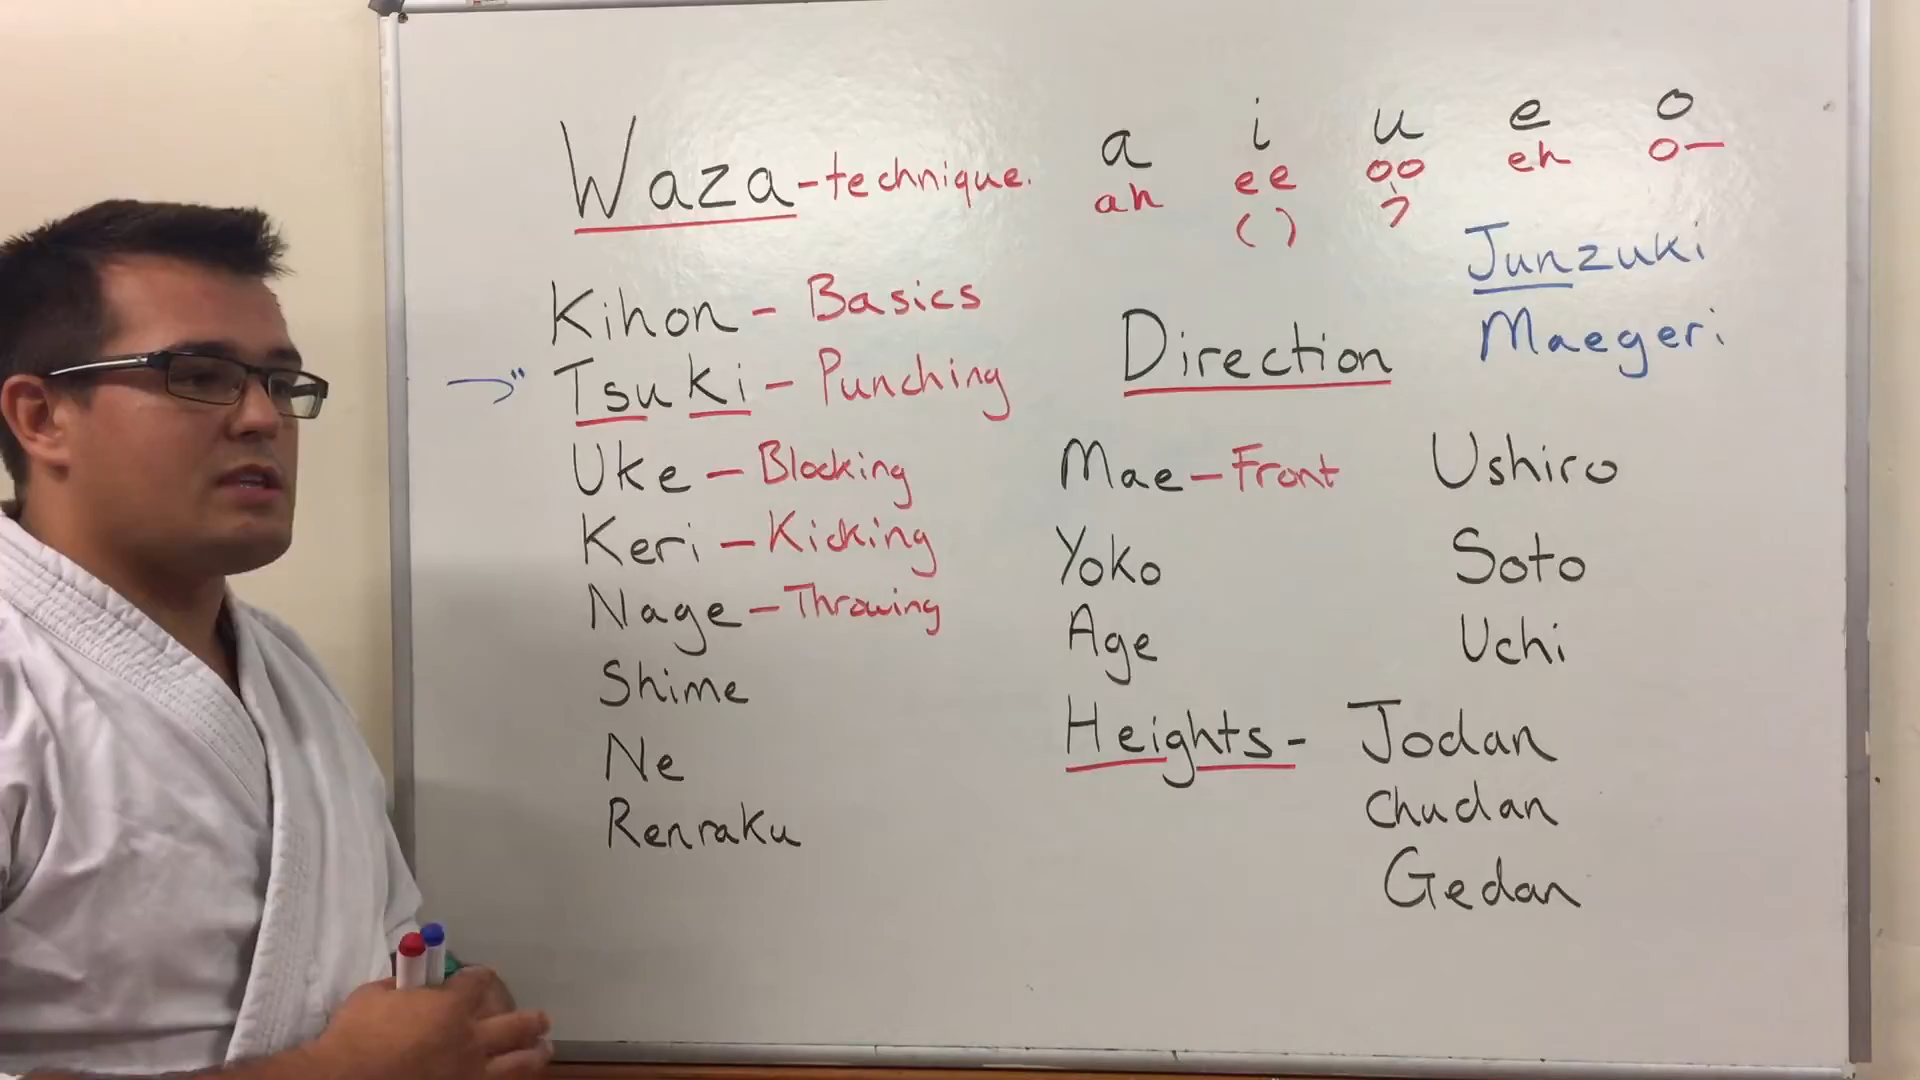 Waza - technique.
a i u e o
ah ee oo eh o—
( )
Junzuki
Maegeri
Kihon - Basics
Tsuki - Punching
Uke - Blocking
Keri - Kicking
Nage - Throwing
Shime
Ne
Renraku
Direction
Mae - Front
Yoko
Age
Ushiro
Soto
Uchi
Heights - Jodan
Chudan
Gedan